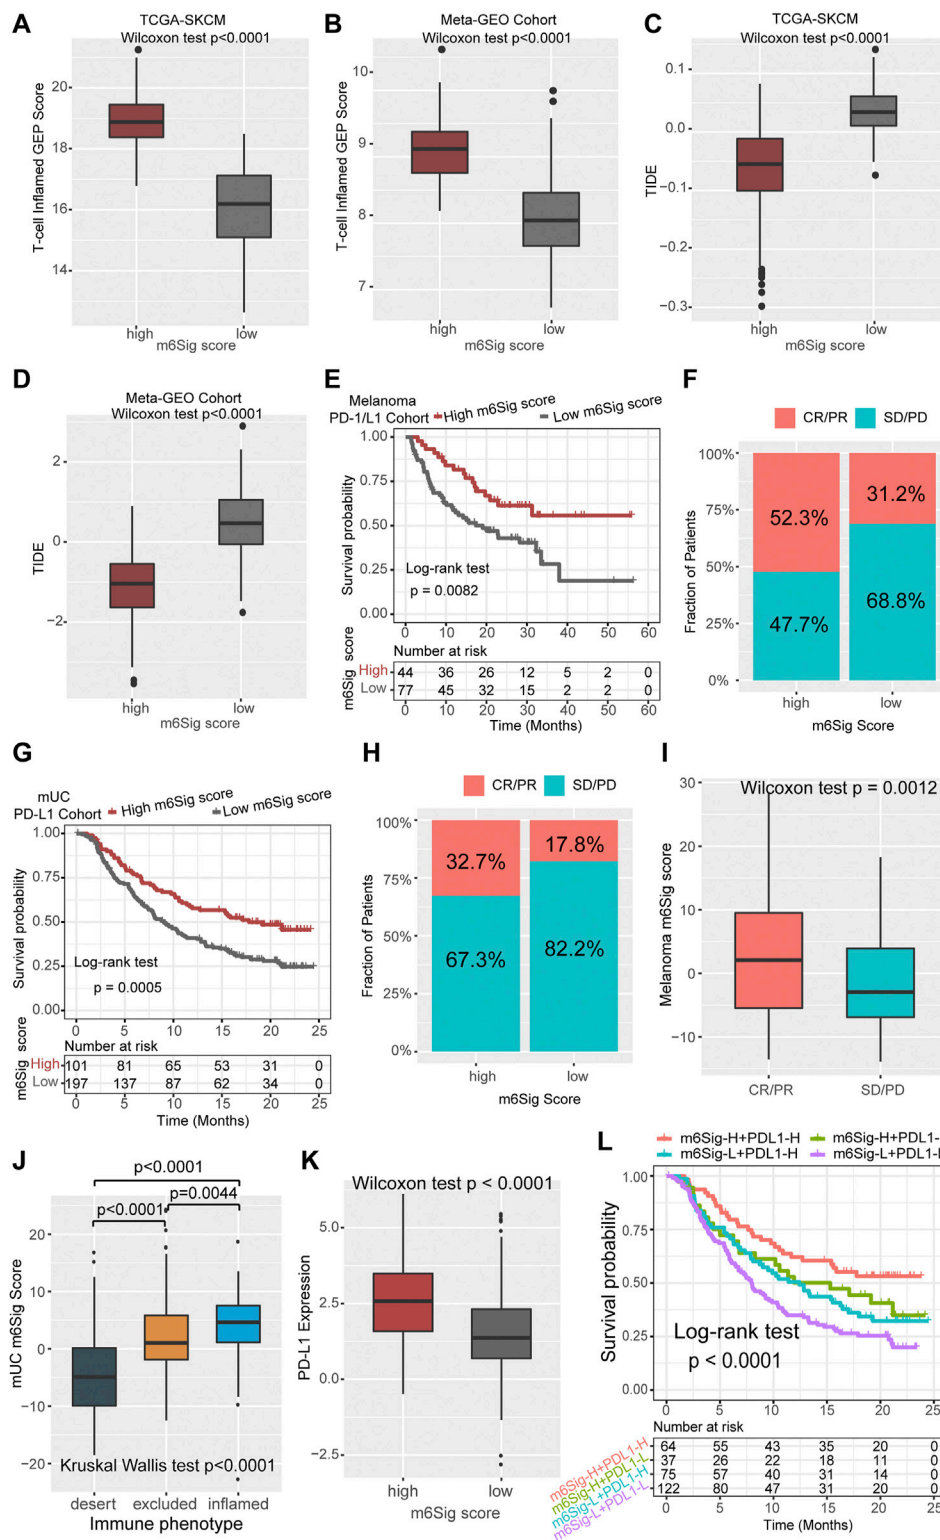 A
TCGA-SKCM
Wilcoxon test p<0.0001
T-cell Inflamed GEP Score
20
18
16
14
high
low
m6Sig score
B
Meta-GEO Cohort
Wilcoxon test p<0.0001
T-cell Inflamed GEP Score
10
9
8
7
high
low
m6Sig score
C
TCGA-SKCM
Wilcoxon test p<0.0001
TIDE
0.1
0.0
−0.1
−0.2
−0.3
high
low
m6Sig score
D
Meta-GEO Cohort
Wilcoxon test p<0.0001
TIDE
2
0
−2
high
low
m6Sig score
E
Melanoma
PD-1/L1 Cohort
High m6Sig score
Low m6Sig score
Survival probability
1.00
0.75
0.50
0.25
0.00
Log-rank test
p = 0.0082
0 10 20 30 40 50 60
m6Sig score
Number at risk
High 44 36 26 12 5 2 0
Low 77 45 32 15 2 2 0
0 10 20 30 40 50 60
Time (Months)
F
CR/PR
SD/PD
Fraction of Patients
100%
75%
50%
25%
0%
52.3%
47.7%
31.2%
68.8%
high
low
m6Sig Score
G
mUC
PD-L1 Cohort
High m6Sig score
Low m6Sig score
Survival probability
1.00
0.75
0.50
0.25
0.00
Log-rank test
p = 0.0005
0 5 10 15 20 25
m6Sig score
Number at risk
High 101 81 65 53 31 0
Low 197 137 87 62 34 0
0 5 10 15 20 25
Time (Months)
H
CR/PR
SD/PD
Fraction of Patients
100%
75%
50%
25%
0%
32.7%
67.3%
17.8%
82.2%
high
low
m6Sig Score
I
Wilcoxon test p = 0.0012
Melanoma m6Sig score
30
10
0
−10
CR/PR
SD/PD
J
p<0.0001
p=0.0044
p<0.0001
mUC m6Sig Score
20
10
0
−10
−20
Kruskal Wallis test p<0.0001
desert
excluded
inflamed
Immune phenotype
K
Wilcoxon test p < 0.0001
PD-L1 Expression
5.0
2.5
0.0
−2.5
high
low
m6Sig score
L
m6Sig-H+PDL1-H
m6Sig-H+PDL1-
m6Sig-L+PDL1-H
m6Sig-L+PDL1-
Survival probability
1.00
0.75
0.50
0.25
0.00
Log-rank test
p < 0.0001
0 5 10 15 20 25
Number at risk
m6Sig-H+PDL1-H 64 55 43 35 20 0
m6Sig-H+PDL1-L 37 26 22 18 11 0
m6Sig-L+PDL1-H 75 57 40 31 14 0
m6Sig-L+PDL1-L 122 80 47 31 20 0
0 5 10 15 20 25
Time (Months)